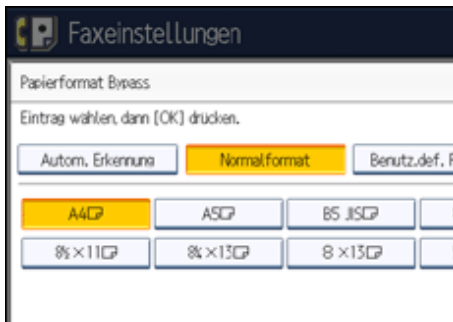 Faxeinstellungen
Papierformat Bypass
Eintrag wählen, dann [OK] drücken.
Autom. Erkennung Normalformat Benutz.def. F
A4 A5 B5 JIS
8½×11 8¼×13 8×13